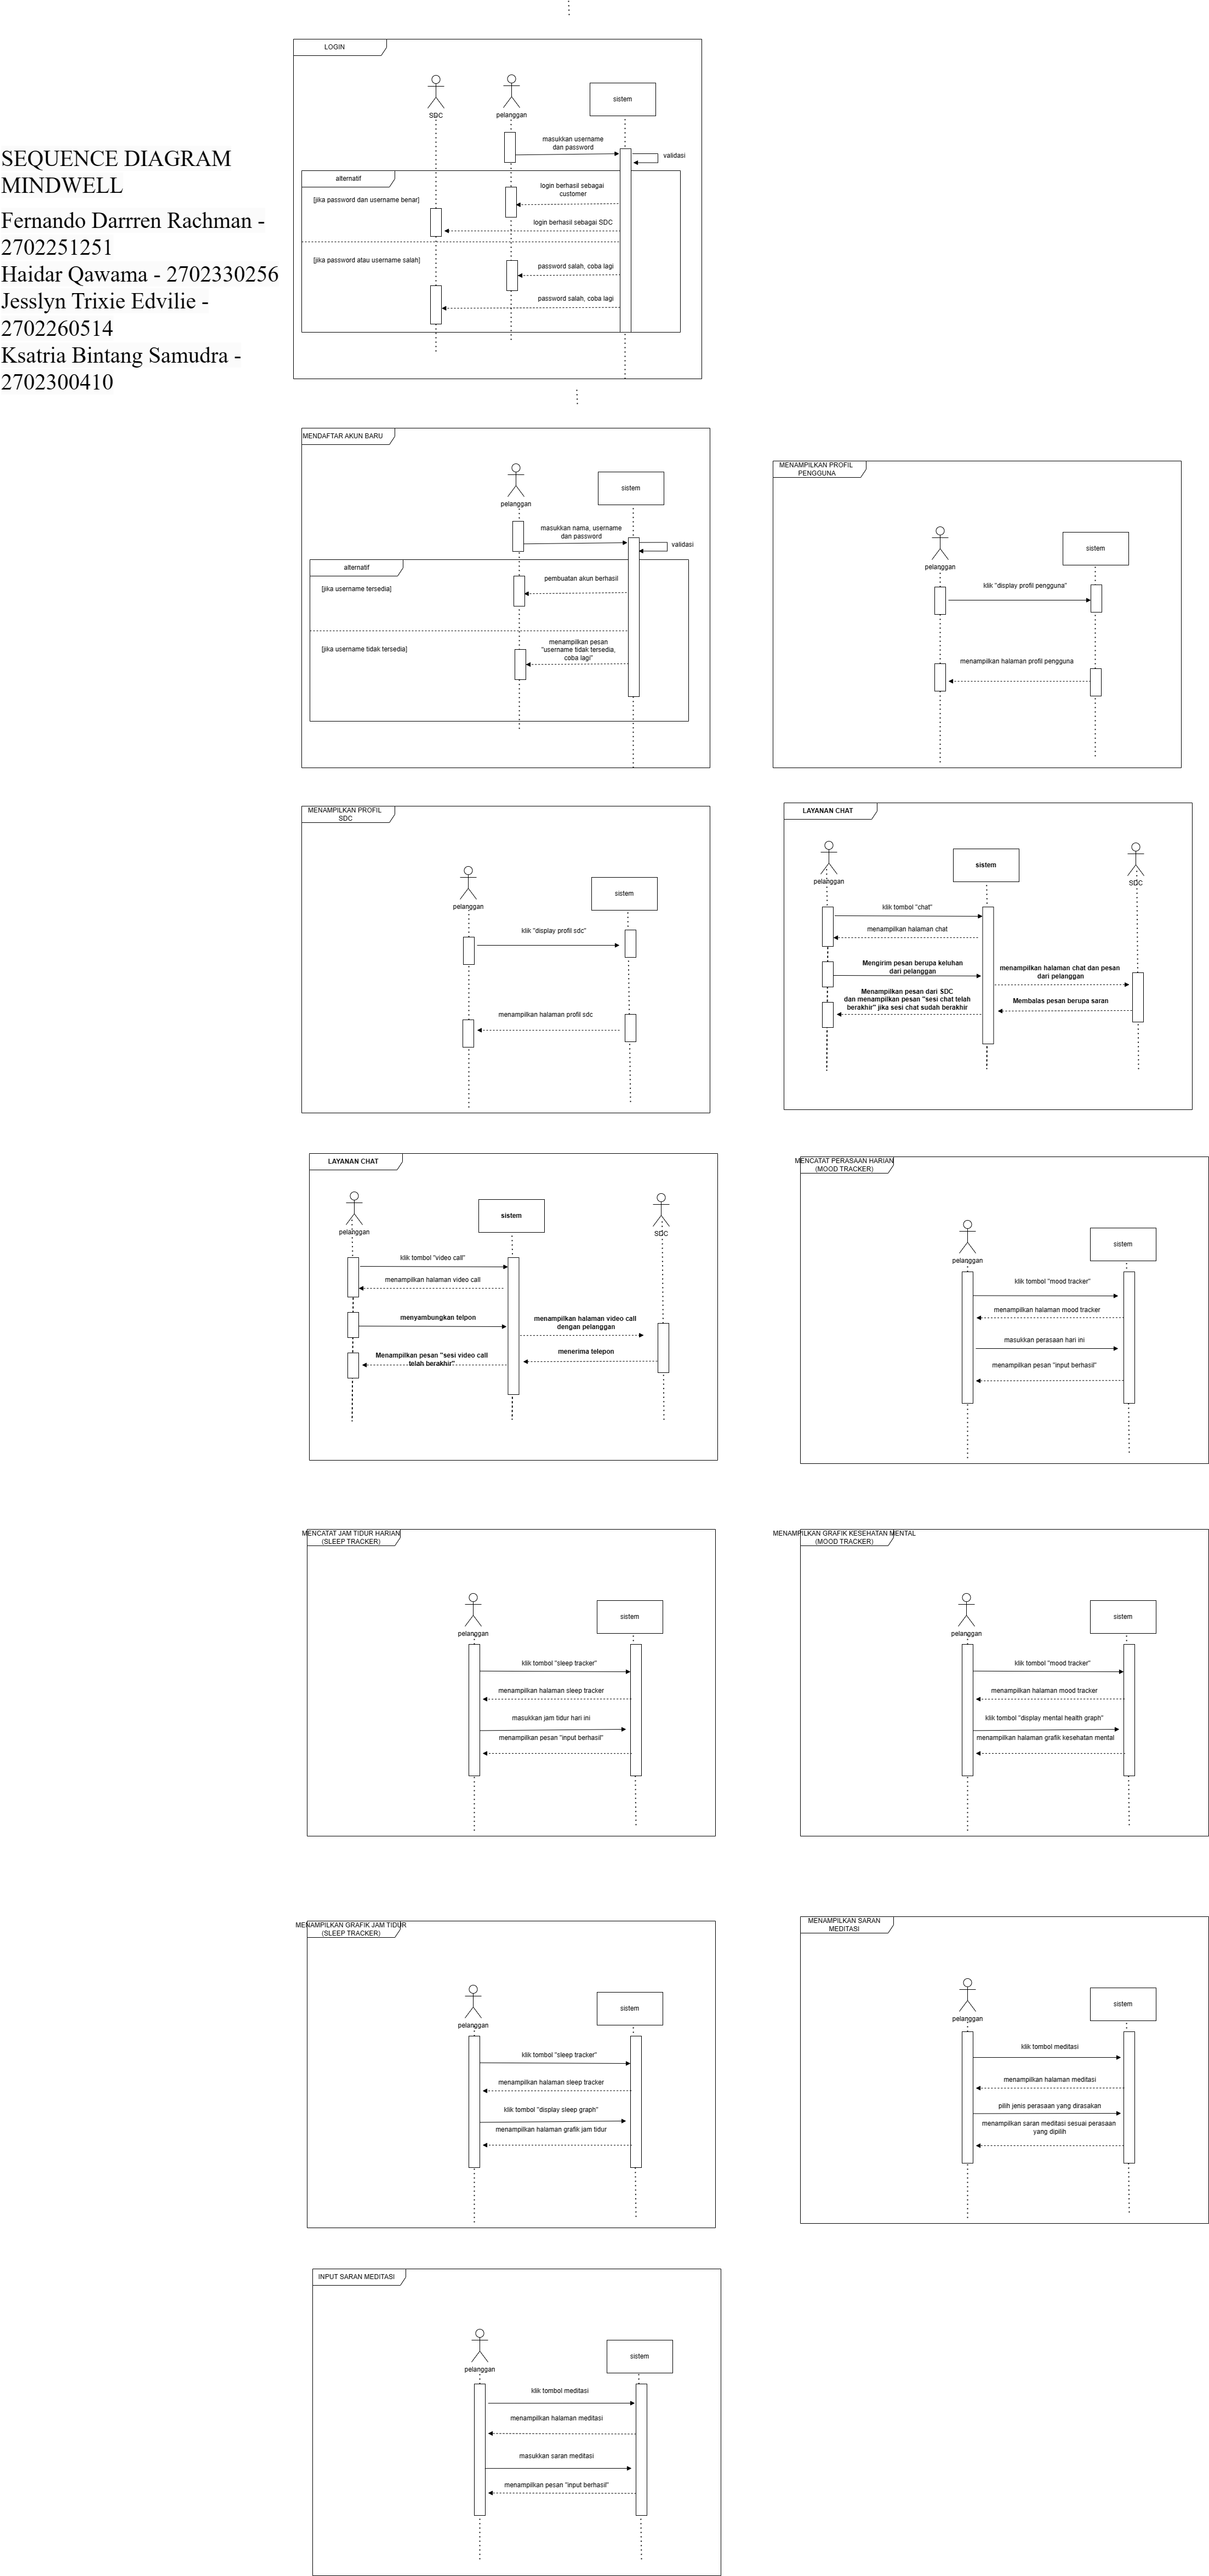 LOGIN
SDC
pelanggan
sistem
masukkan username
dan password
validasi
alternatif
[jika password dan username benar]
login berhasil sebagai
customer
login berhasil sebagai SDC
[jika password atau username salah]
password salah, coba lagi
password salah, coba lagi
SEQUENCE DIAGRAM
MINDWELL
Fernando Darrren Rachman -
2702251251
Haidar Qawama - 2702330256
Jesslyn Trixie Edvilie -
2702260514
Ksatria Bintang Samudra -
2702300410
MENDAFTAR AKUN BARU
pelanggan
sistem
masukkan nama, username
dan password
validasi
alternatif
[jika username tersedia]
pembuatan akun berhasil
[jika username tidak tersedia]
menampilkan pesan
"username tidak tersedia,
coba lagi"
MENAMPILKAN PROFIL
PENGGUNA
pelanggan
sistem
klik "display profil pengguna"
menampilkan halaman profil pengguna
MENAMPILKAN PROFIL
SDC
pelanggan
sistem
klik "display profil sdc"
menampilkan halaman profil sdc
LAYANAN CHAT
pelanggan
sistem
SDC
klik tombol "chat"
menampilkan halaman chat
Mengirim pesan berupa keluhan
dari pelanggan
menampilkan halaman chat dan pesan
dari pelanggan
Menampilkan pesan dari SDC
dan menampilkan pesan "sesi chat telah
berakhir" jika sesi chat sudah berakhir
Membalas pesan berupa saran
LAYANAN CHAT
pelanggan
sistem
SDC
klik tombol "video call"
menampilkan halaman video call
menyambungkan telpon
menampilkan halaman video call
dengan pelanggan
Menampilkan pesan "sesi video call
telah berakhir"
menerima telepon
MENCATAT PERASAAN HARIAN
(MOOD TRACKER)
pelanggan
sistem
klik tombol "mood tracker"
menampilkan halaman mood tracker
masukkan perasaan hari ini
menampilkan pesan "input berhasil"
MENCATAT JAM TIDUR HARIAN
(SLEEP TRACKER)
pelanggan
sistem
klik tombol "sleep tracker"
menampilkan halaman sleep tracker
masukkan jam tidur hari ini
menampilkan pesan "input berhasil"
MENAMPILKAN GRAFIK KESEHATAN MENTAL
(MOOD TRACKER)
pelanggan
sistem
klik tombol "mood tracker"
menampilkan halaman mood tracker
klik tombol "display mental health graph"
menampilkan halaman grafik kesehatan mental
MENAMPILKAN GRAFIK JAM TIDUR
(SLEEP TRACKER)
pelanggan
sistem
klik tombol "sleep tracker"
menampilkan halaman sleep tracker
klik tombol "display sleep graph"
menampilkan halaman grafik jam tidur
MENAMPILKAN SARAN
MEDITASI
pelanggan
sistem
klik tombol meditasi
menampilkan halaman meditasi
pilih jenis perasaan yang dirasakan
menampilkan saran meditasi sesuai perasaan
yang dipilih
INPUT SARAN MEDITASI
pelanggan
sistem
klik tombol meditasi
menampilkan halaman meditasi
masukkan saran meditasi
menampilkan pesan "input berhasil"